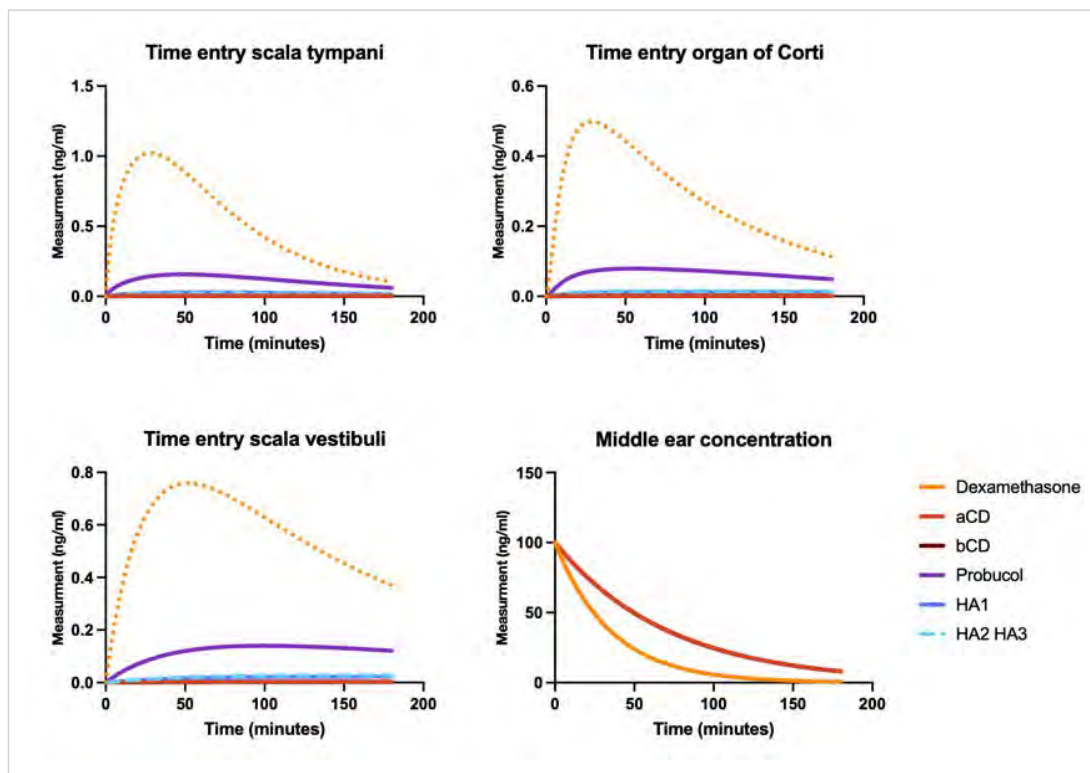 Time entry scala tympani
Measurment (ng/ml)
1.5
1.0
0.5
0.0
0 50 100 150 200
Time (minutes)
Time entry organ of Corti
Measurment (ng/ml)
0.6
0.4
0.2
0.0
0 50 100 150 200
Time (minutes)
Time entry scala vestibuli
Measurment (ng/ml)
0.8
0.6
0.4
0.2
0.0
0 50 100 150 200
Time (minutes)
Middle ear concentration
Measurment (ng/ml)
150
100
50
0
0 50 100 150 200
Time (minutes)
Dexamethasone
aCD
bCD
Probucol
HA1
HA2 HA3